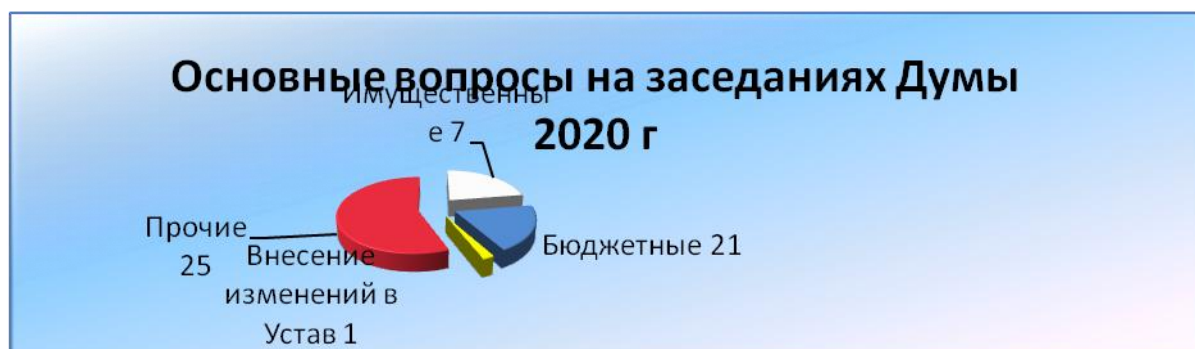 Основные вопросы на заседаниях Думы
2020 г
Имущественны
е 7
Бюджетные 21
Прочие
25
Внесение
изменений в
Устав 1